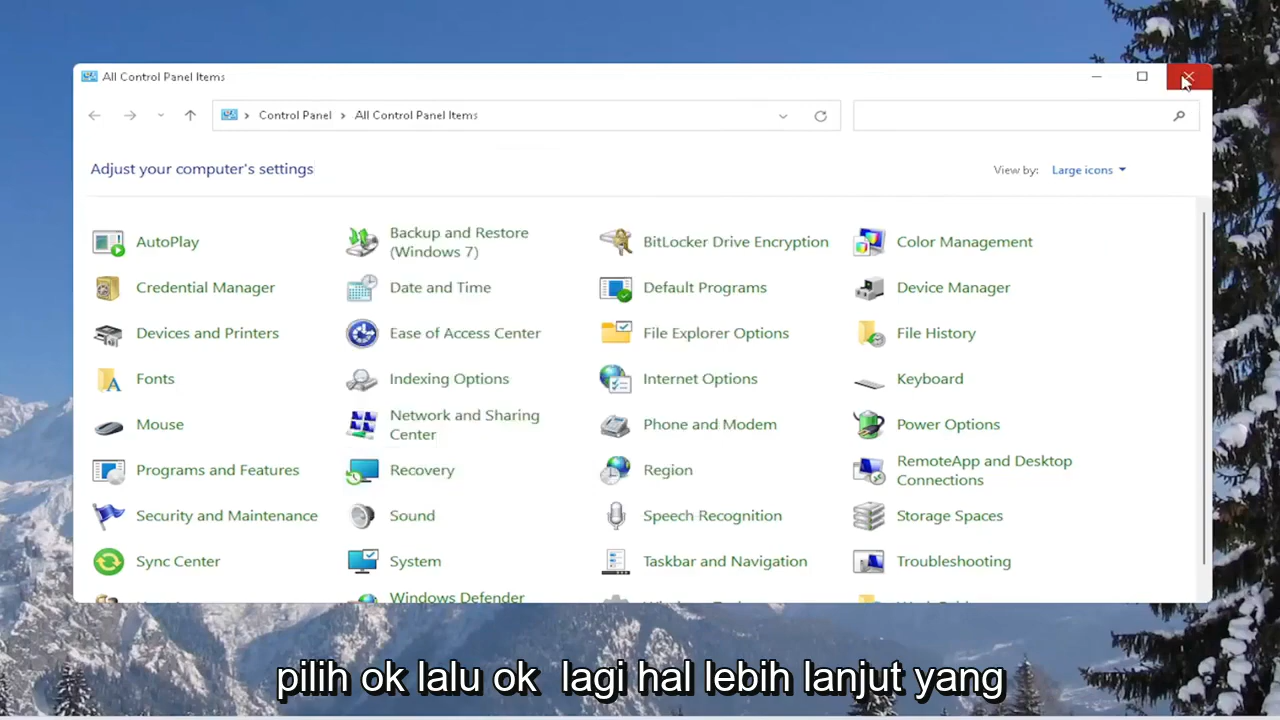 All Control Panel Items
Control Panel > All Control Panel Items
Adjust your computer's settings
View by: Large icons
AutoPlay
Backup and Restore
(Windows 7)
BitLocker Drive Encryption
Color Management
Credential Manager
Date and Time
Default Programs
Device Manager
Devices and Printers
Ease of Access Center
File Explorer Options
File History
Fonts
Indexing Options
Internet Options
Keyboard
Mouse
Network and Sharing
Center
Phone and Modem
Power Options
Programs and Features
Recovery
Region
RemoteApp and Desktop
Connections
Security and Maintenance
Sound
Speech Recognition
Storage Spaces
Sync Center
System
Taskbar and Navigation
Troubleshooting
Windows Defender
pilih ok lalu ok lagi hal lebih lanjut yang